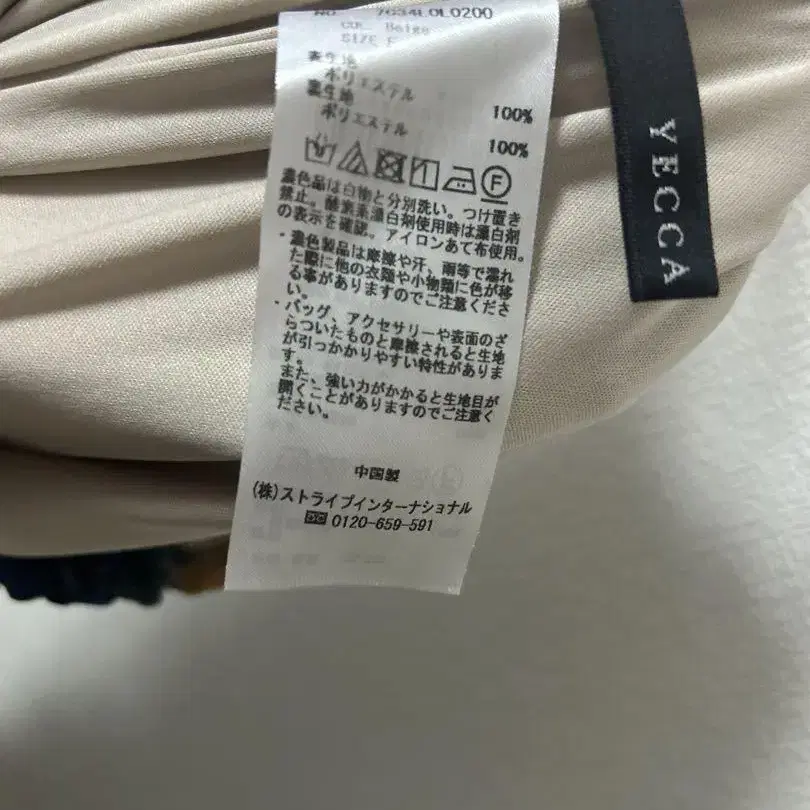 NO. 7C34L0L0200
COL Beige
SIZE F
表生地
ポリエステル
100%
裏生地
ポリエステル
100%
F
濃色品は白物と分別洗い。つけ置き
禁止。酸素系漂白剤使用時は漂白剤
の表示を確認。アイロンあて布使用。
・濃色製品は摩擦や汗、雨等で濡れ
た際に他の衣類や小物類に色が移
る事がありますのでご注意くださ
い。
・バッグ、アクセサリーや表面のざ
らついたものと摩擦されると生地
が引っかかりやすい特性がありま
す。
また、強い力がかかると生地目が
開くことがありますのでご注意く
ださい。
中国製
(株)ストライプインターナショナル
0120-659-591
YECCA